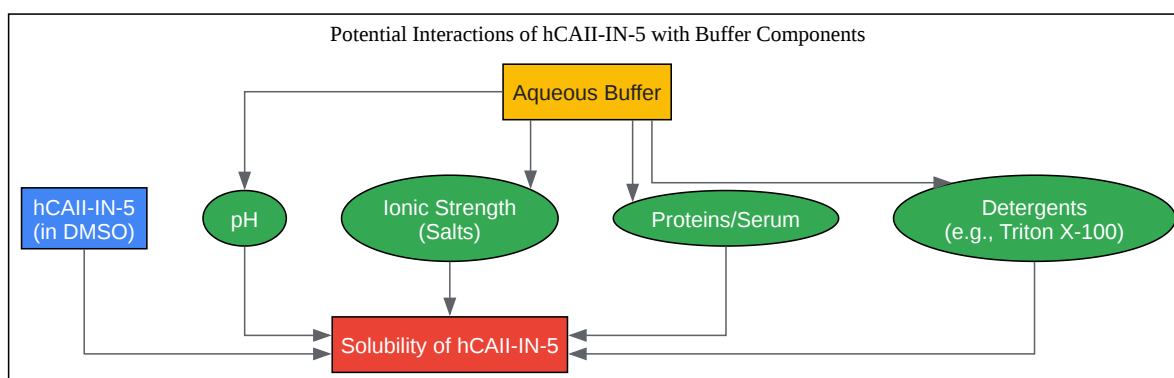 Potential Interactions of hCAII-IN-5 with Buffer Components
Aqueous Buffer
hCAII-IN-5
(in DMSO)
pH
Ionic Strength
(Salts)
Proteins/Serum
Detergents
(e.g., Triton X-100)
Solubility of hCAII-IN-5